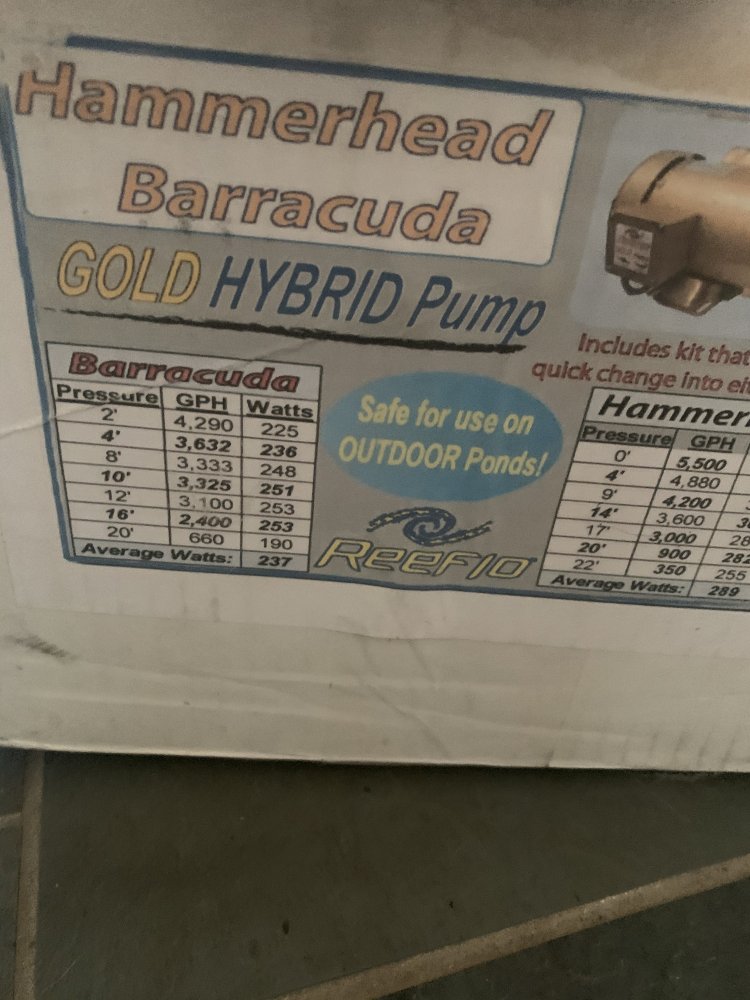 Hammerhead
Barracuda
GOLD HYBRID Pump
Includes kit that
quick change into
Barracuda
Pressure GPH Watts
2' 4,290 225
4' 3,632 236
8' 3,333 248
10' 3,325 251
12' 3,100 253
16' 2,400 253
20' 660 190
Average Watts: 237
Safe for use on
OUTDOOR Ponds!
REEFLO
Pressure GPH
0' 5,500
4' 4,880
9' 4,200
14' 3,600
17' 3,000
20' 900 282
22' 350 255
Average Watts: 289